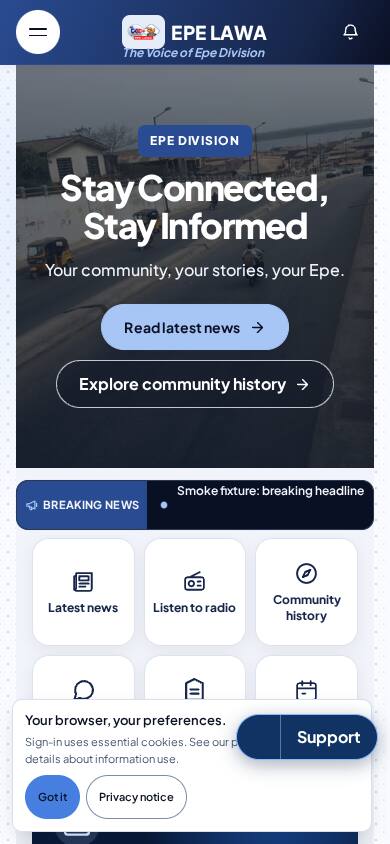 EPE LAWA
The Voice of Epe Division
EPE DIVISION
Stay Connected,
Stay Informed
Your community, your stories, your Epe.
Read latest news
Explore community history
BREAKING NEWS
Smoke fixture: breaking headline
Latest news
Listen to radio
Community
history
Your browser, your preferences.
Sign-in uses essential cookies. See our
details about information use.
Support
Got it
Privacy notice